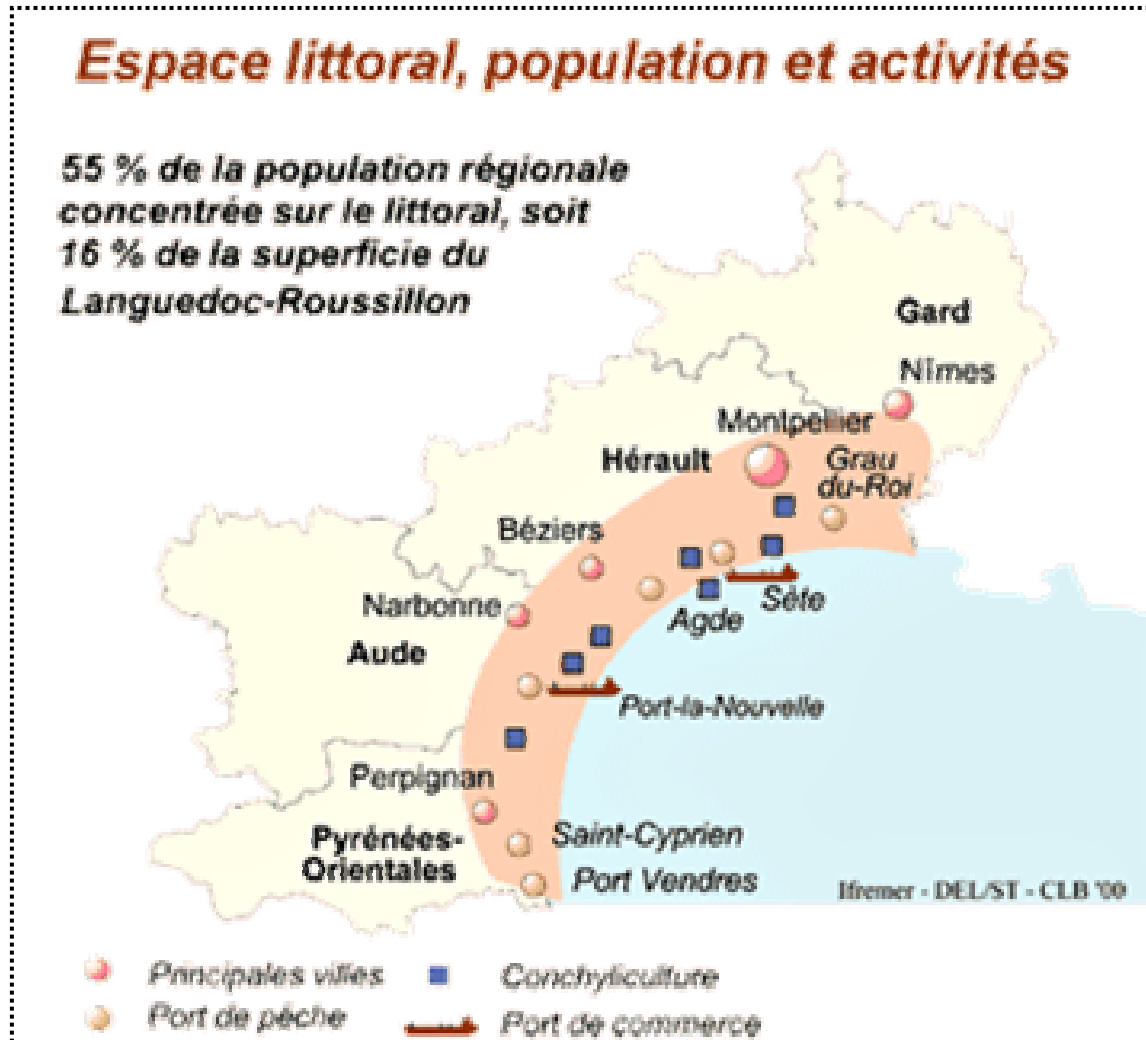 Espace littoral, population et activités
55 % de la population régionale
concentrée sur le littoral, soit
16 % de la superficie du
Languedoc-Roussillon
Gard
Nîmes
Montpellier
Hérault
Grau
du-Roi
Béziers
Narbonne
Sète
Agde
Aude
Port-la-Nouvelle
Perpignan
Pyrénées-
Orientales
Saint-Cyprien
Port Vendres
Ifremer - DEL/ST - CLB '00
Principales villes
Conchyliculture
Port de pêche
Port de commerce